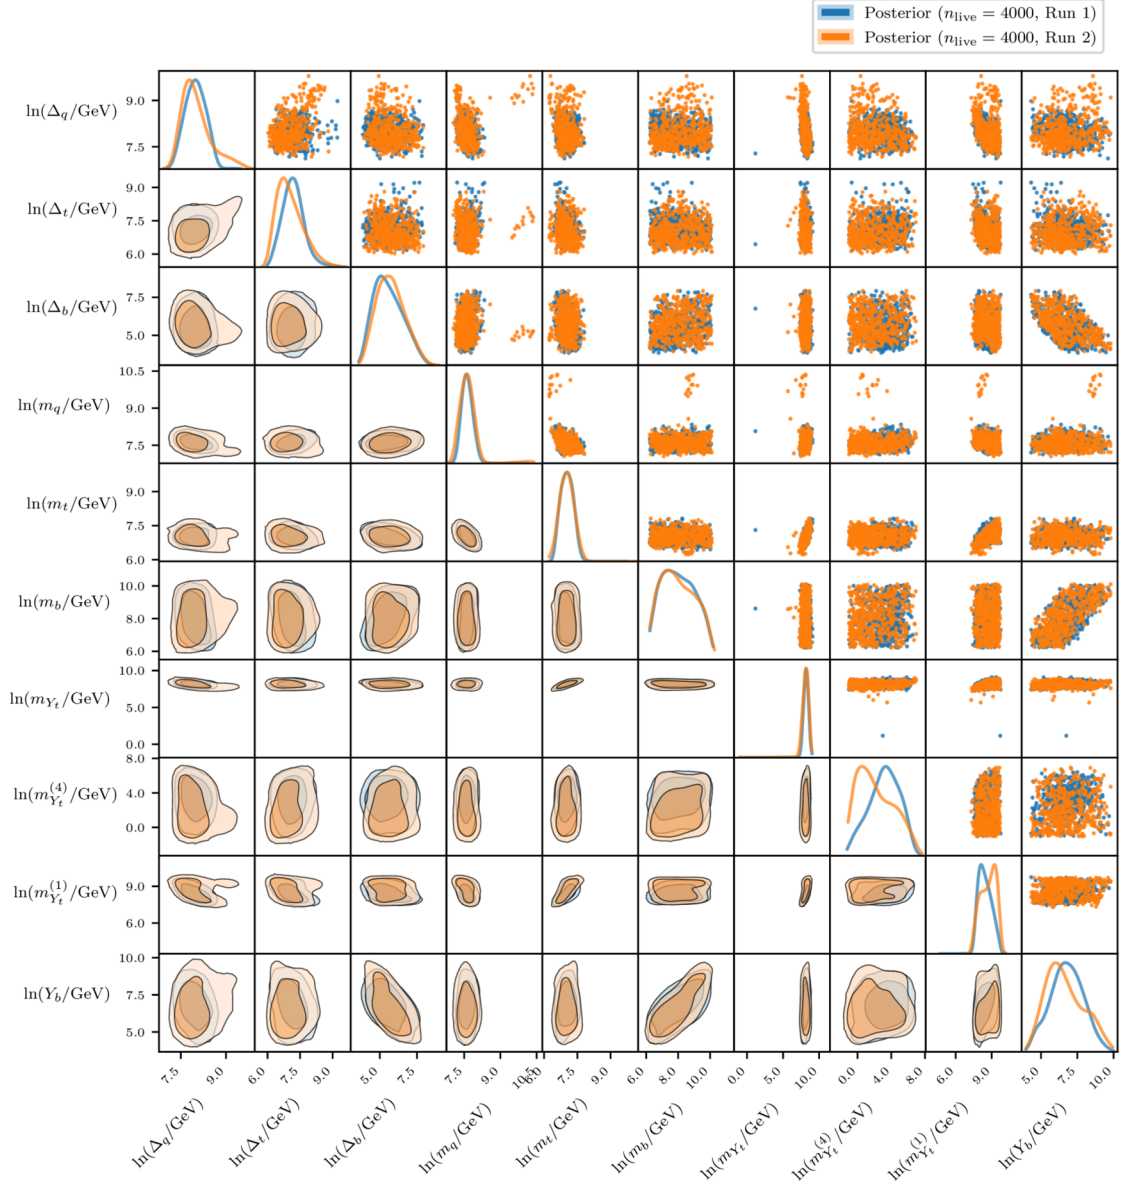 Posterior (n_live = 4000, Run 1)
Posterior (n_live = 4000, Run 2)
ln(Δ_q/GeV)
9.0
7.5
ln(Δ_t/GeV)
9.0
7.5
6.0
ln(Δ_b/GeV)
7.5
5.0
ln(m_q/GeV)
10.5
9.0
7.5
ln(m_t/GeV)
9.0
7.5
6.0
ln(m_b/GeV)
10.0
8.0
6.0
ln(m_{Y_t}/GeV)
10.0
5.0
0.0
ln(m_{Y_t}^{(4)}/GeV)
8.0
4.0
0.0
ln(m_{Y_t}^{(1)}/GeV)
9.0
6.0
ln(Y_b/GeV)
10.0
7.5
5.0
7.5 9.0 6.0 7.5 9.0 5.0 7.5 7.5 9.0 10.5 6.0 7.5 9.0 6.0 8.0 10.0 0.0 5.0 10.0 0.0 4.0 8.0 6.0 9.0 5.0 7.5 10.0
ln(Δ_q/GeV) ln(Δ_t/GeV) ln(Δ_b/GeV) ln(m_q/GeV) ln(m_t/GeV) ln(m_b/GeV) ln(m_{Y_t}/GeV) ln(m_{Y_t}^{(4)}/GeV) ln(m_{Y_t}^{(1)}/GeV) ln(Y_b/GeV)